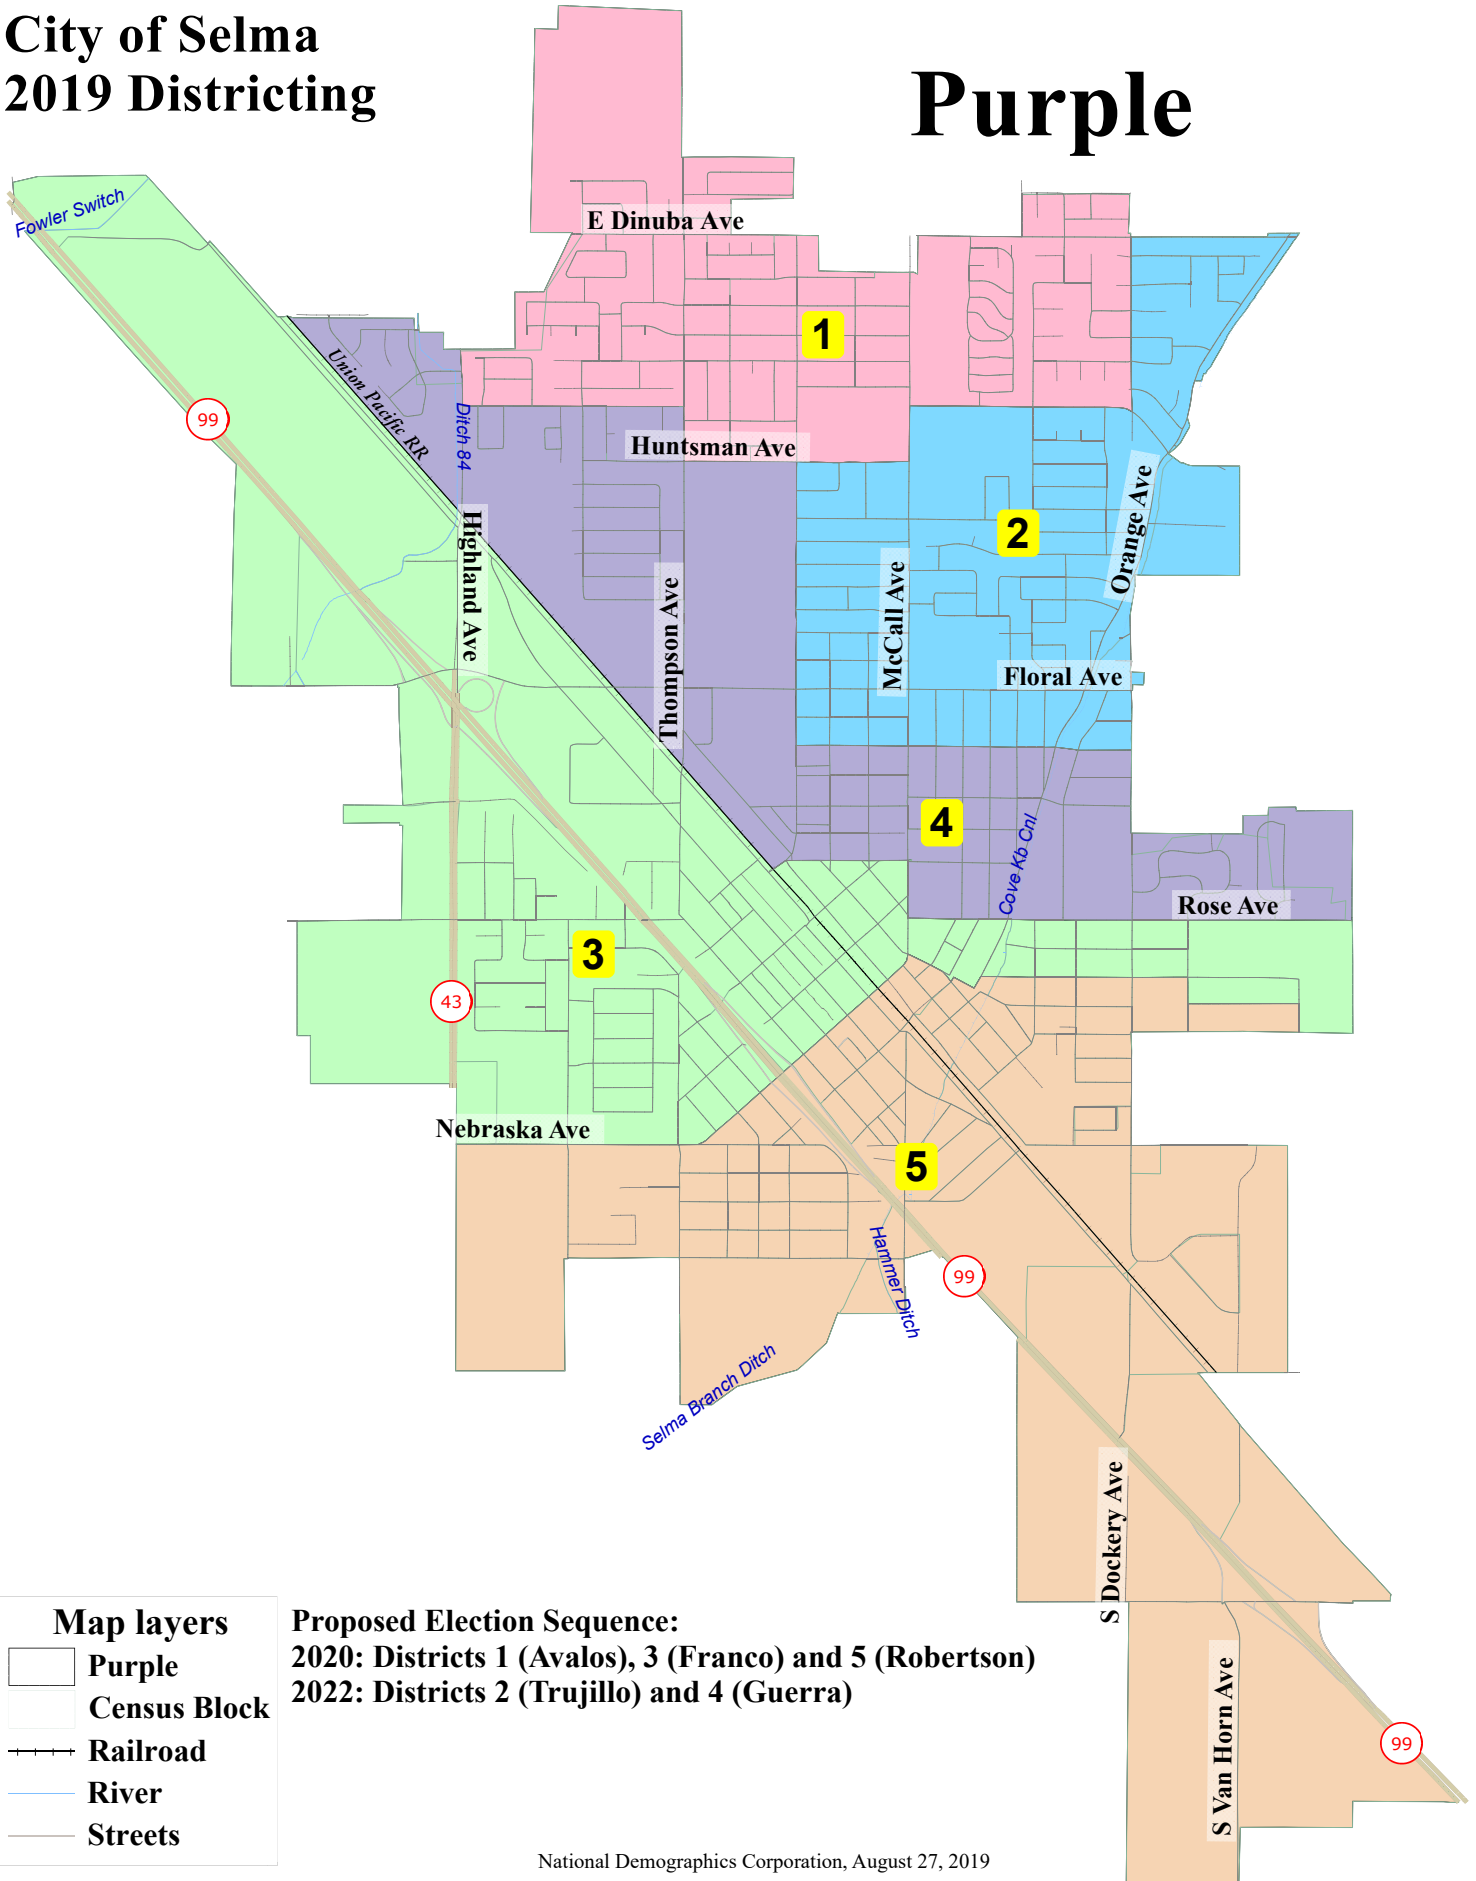 City of Selma
2019 Districting
Purple
Fowler Switch
E Dinuba Ave
1
Union Pacific RR
99
Ditch 84
Huntsman Ave
2
Orange Ave
Highland Ave
Thompson Ave
McCall Ave
Floral Ave
4
Cove Kb Cnl
Rose Ave
3
43
Nebraska Ave
5
Hammer Ditch
99
Selma Branch Ditch
S Dockery Ave
S Van Horn Ave
99
Map layers
Purple
Census Block
Railroad
River
Streets
Proposed Election Sequence:
2020: Districts 1 (Avalos), 3 (Franco) and 5 (Robertson)
2022: Districts 2 (Trujillo) and 4 (Guerra)
National Demographics Corporation, August 27, 2019